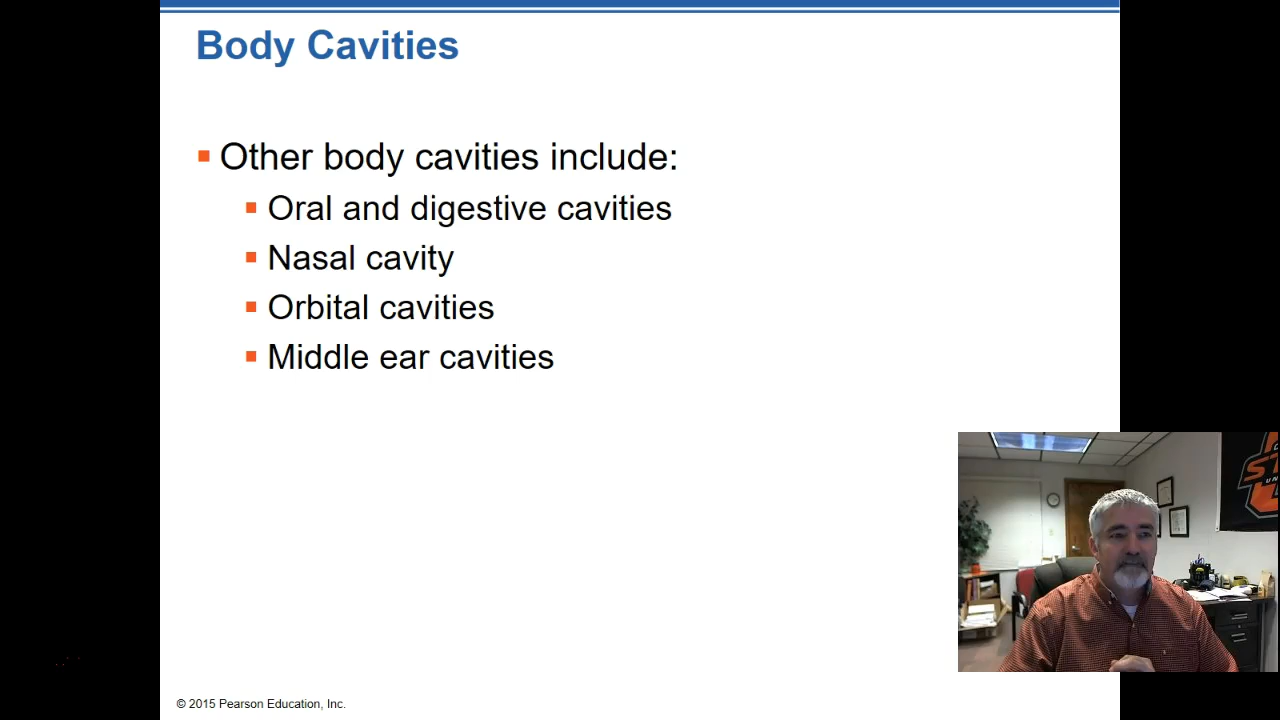 Body Cavities
Other body cavities include:
Oral and digestive cavities
Nasal cavity
Orbital cavities
Middle ear cavities
© 2015 Pearson Education, Inc.